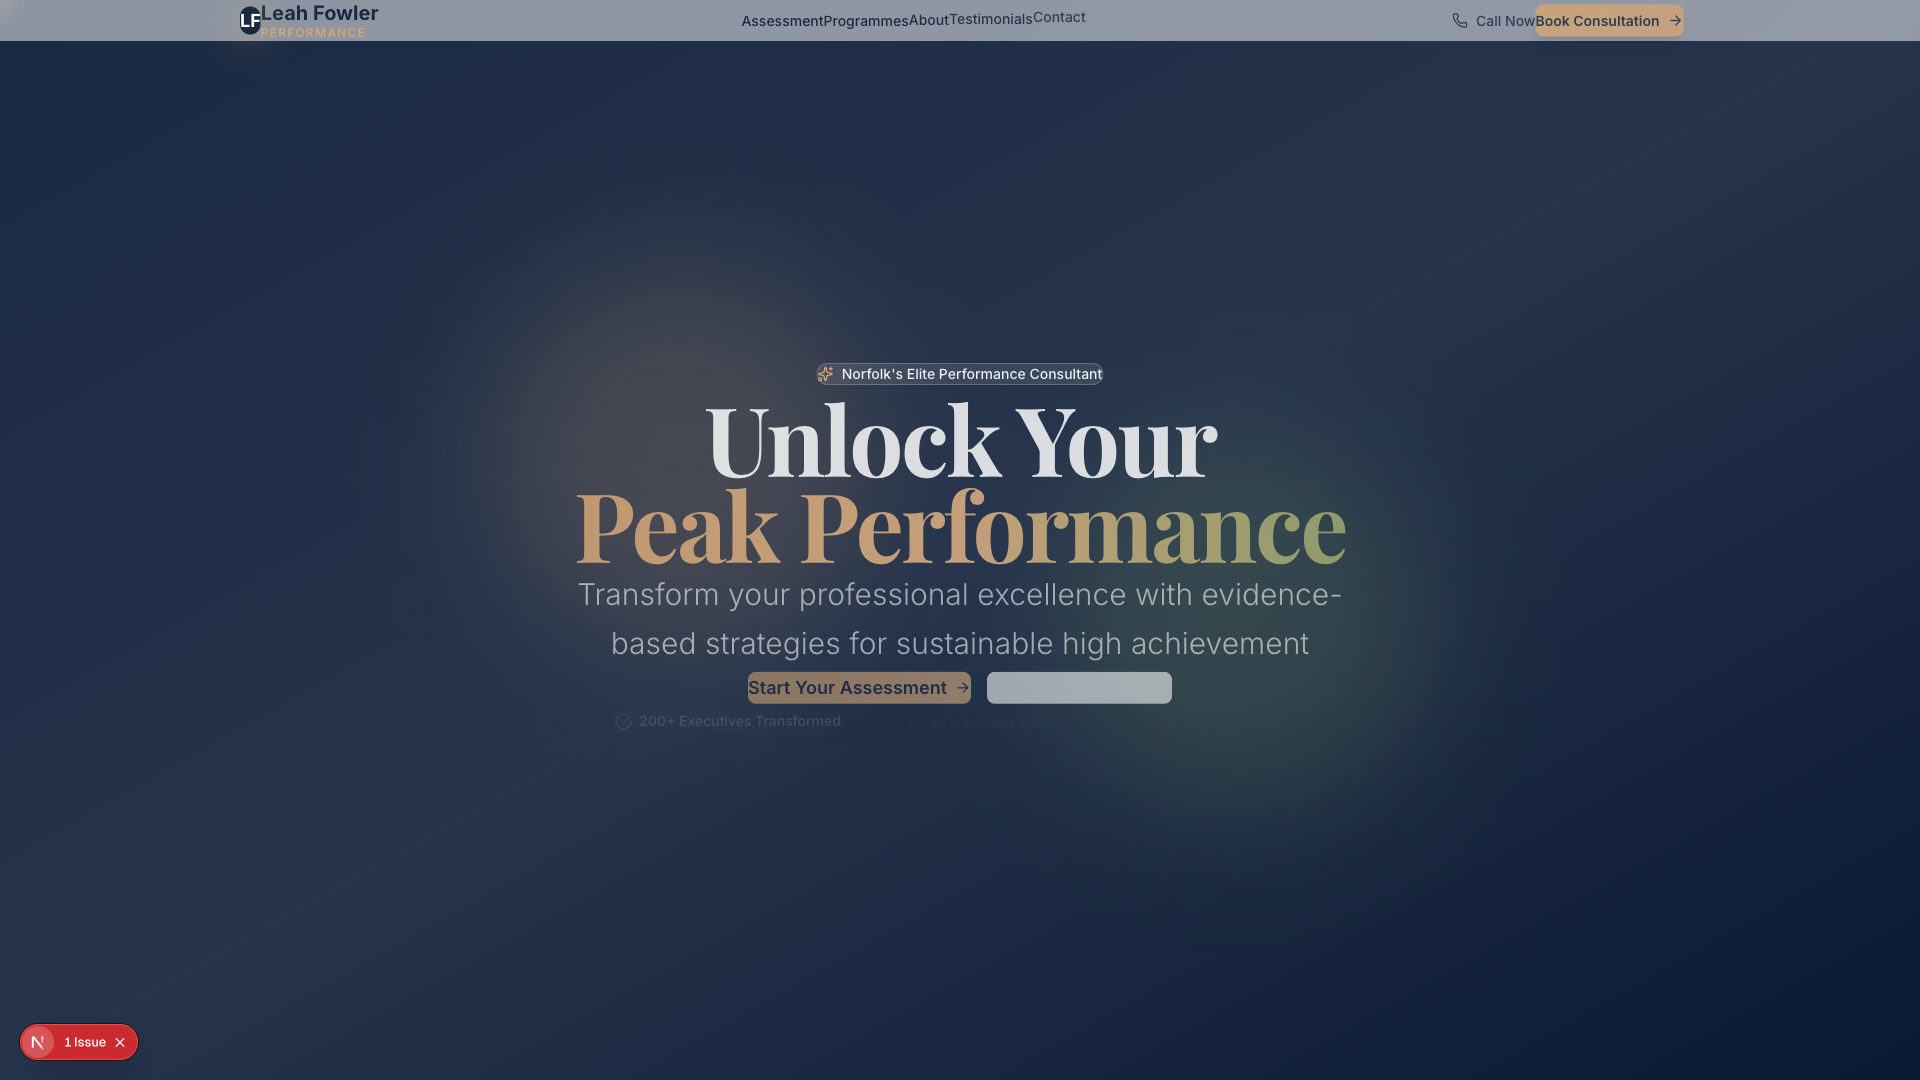 LF
Leah Fowler
PERFORMANCE
Assessment Programmes About Testimonials Contact
Call Now
Book Consultation
Norfolk's Elite Performance Consultant
Unlock Your
Peak Performance
Transform your professional excellence with evidence-
based strategies for sustainable high achievement
Start Your Assessment
200+ Executives Transformed
N
1 Issue